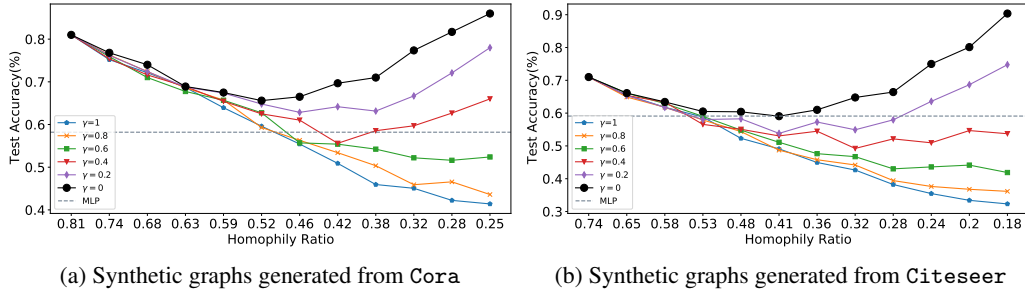 0.8
0.7
0.6
0.5
0.4
Test Accuracy(%)
γ=1
γ=0.8
γ=0.6
γ=0.4
γ=0.2
γ=0
MLP
0.81 0.74 0.68 0.63 0.59 0.52 0.46 0.42 0.38 0.32 0.28 0.25
Homophily Ratio
(a) Synthetic graphs generated from Cora
0.9
0.8
0.7
0.6
0.5
0.4
0.3
Test Accuracy(%)
γ=1
γ=0.8
γ=0.6
γ=0.4
γ=0.2
γ=0
MLP
0.74 0.65 0.58 0.53 0.48 0.41 0.36 0.32 0.28 0.24 0.2 0.18
Homophily Ratio
(b) Synthetic graphs generated from Citeseer